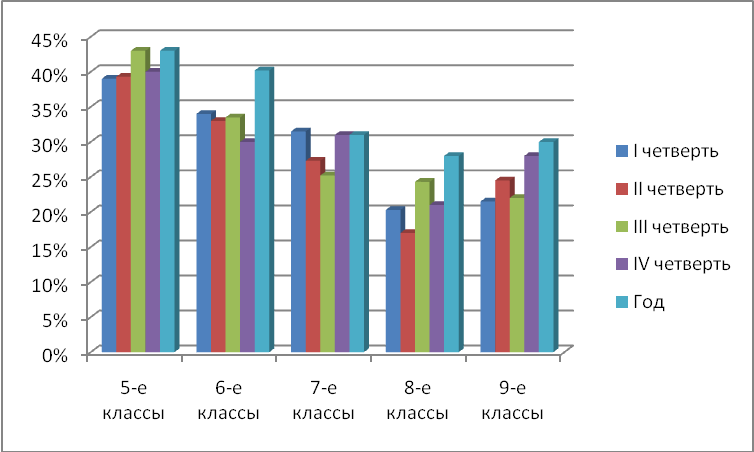 45%
40%
35%
30%
25%
20%
15%
10%
5%
0%
5-е классы
6-е классы
7-е классы
8-е классы
9-е классы
I четверть
II четверть
III четверть
IV четверть
Год